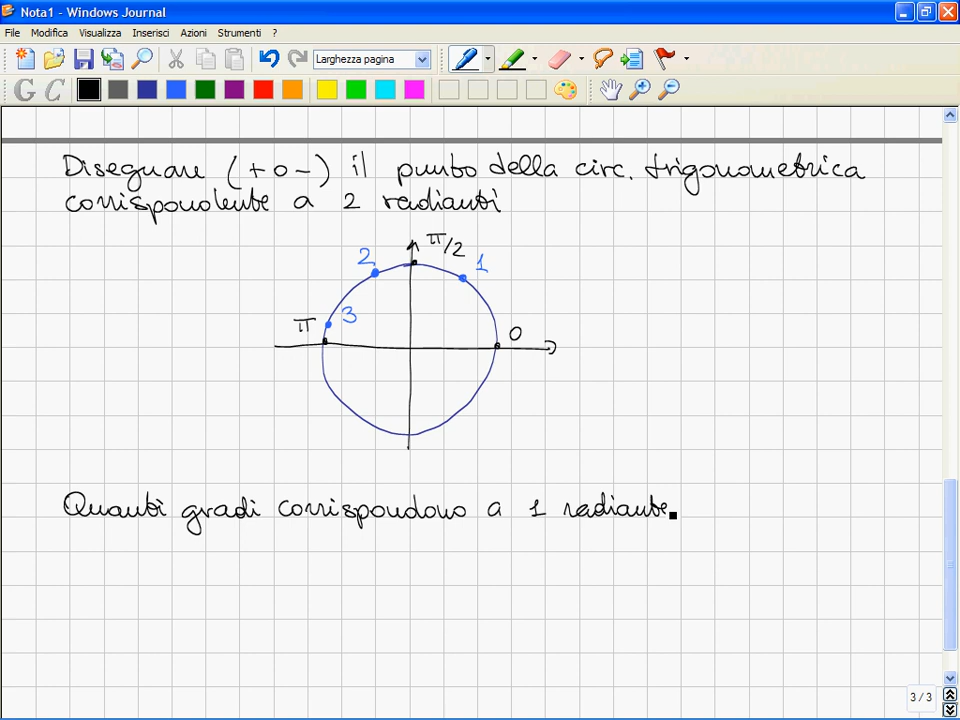 Nota1 - Windows Journal
File Modifica Visualizza Inserisci Azioni Strumenti ?
Larghezza pagina
G C
Disegnare (+ o -) il punto della circ. trigonometrica
corrispondente a 2 radianti
π/2
2 1
3
π 0
Quanti gradi corrispondono a 1 radiante
3 / 3